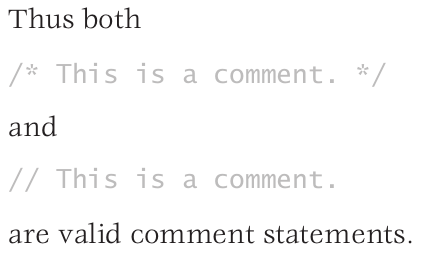 Thus both
/* This is a comment. */
and
// This is a comment.
are valid comment statements.